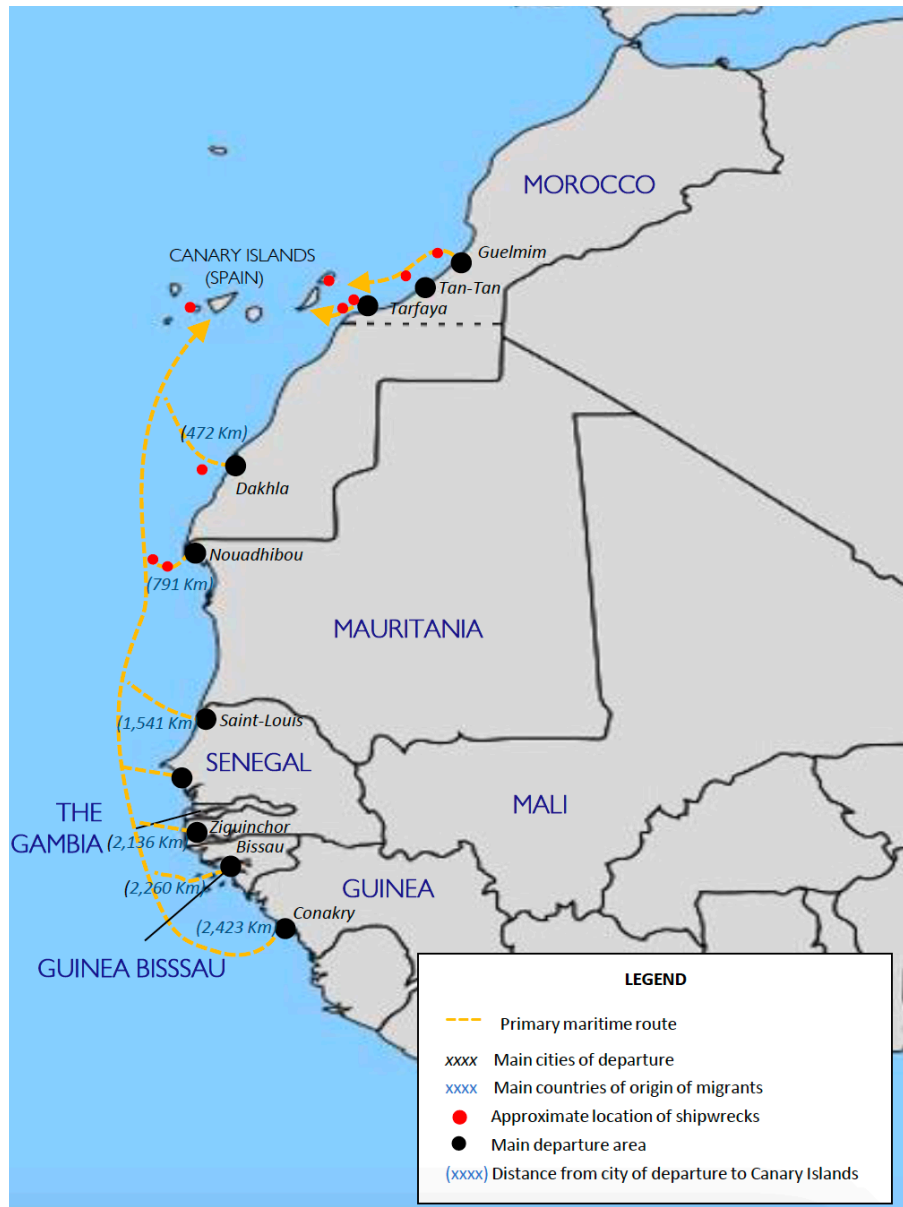 MOROCCO
CANARY ISLANDS
(SPAIN)
Guelmim
Tan-Tan
Tarfaya
(472 Km)
Dakhla
Nouadhibou
(791 Km)
MAURITANIA
Saint-Louis
(1,541 Km)
SENEGAL
MALI
THE
GAMBIA
Ziguinchor
(2,136 Km)
Bissau
(2,260 Km)
GUINEA
Conakry
(2,423 Km)
GUINEA BISSSAU
LEGEND
Primary maritime route
xxxx Main cities of departure
xxxx Main countries of origin of migrants
Approximate location of shipwrecks
Main departure area
(xxxx) Distance from city of departure to Canary Islands